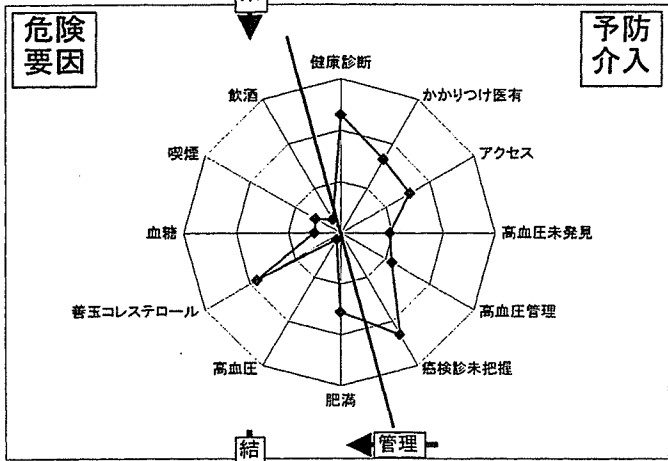 危険
要因
予防
介入
健康診断
飲酒
かかりつけ医有
喫煙
アクセス
血糖
高血圧未発見
善玉コレステロール
高血圧管理
高血圧
癌検診未把握
肥満
結
管理